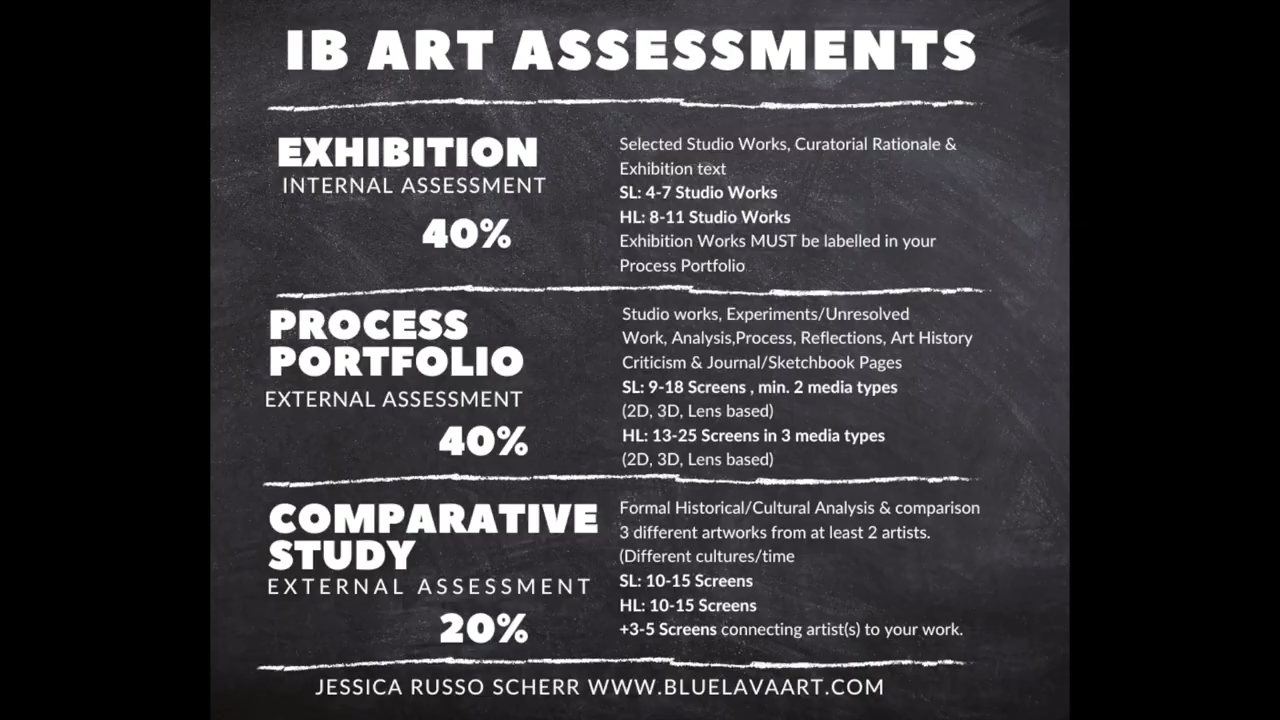 IB ART ASSESSMENTS
EXHIBITION
INTERNAL ASSESSMENT
40%
Selected Studio Works, Curatorial Rationale &
Exhibition text
SL: 4-7 Studio Works
HL: 8-11 Studio Works
Exhibition Works MUST be labelled in your
Process Portfolio
PROCESS
PORTFOLIO
EXTERNAL ASSESSMENT
40%
Studio works, Experiments/Unresolved
Work, Analysis,Process, Reflections, Art History
Criticism & Journal/Sketchbook Pages
SL: 9-18 Screens , min. 2 media types
(2D, 3D, Lens based)
HL: 13-25 Screens in 3 media types
(2D, 3D, Lens based)
COMPARATIVE
STUDY
EXTERNAL ASSESSMENT
20%
Formal Historical/Cultural Analysis & comparison
3 different artworks from at least 2 artists.
(Different cultures/time
SL: 10-15 Screens
HL: 10-15 Screens
+3-5 Screens connecting artist(s) to your work.
JESSICA RUSSO SCHERR WWW.BLUELAVAART.COM